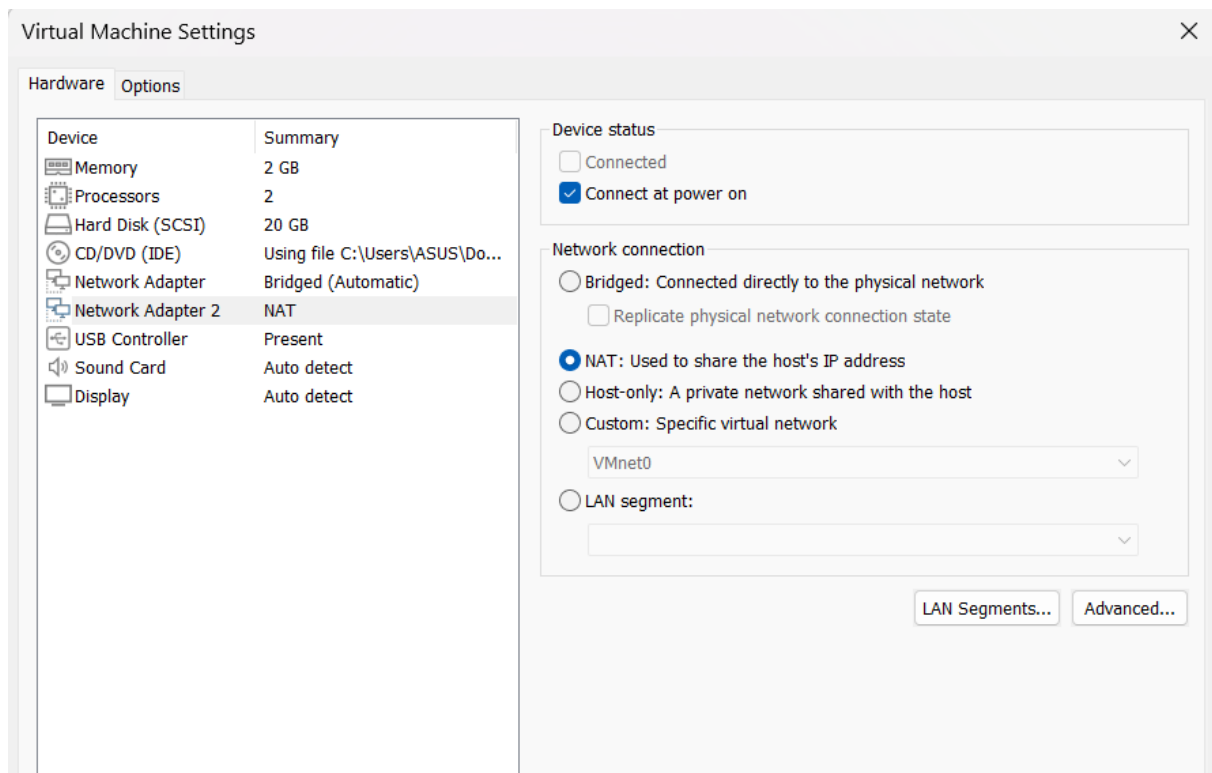 Virtual Machine Settings
Hardware Options
Device Summary
Memory 2 GB
Processors 2
Hard Disk (SCSI) 20 GB
CD/DVD (IDE) Using file C:\Users\ASUS\Do...
Network Adapter Bridged (Automatic)
Network Adapter 2 NAT
USB Controller Present
Sound Card Auto detect
Display Auto detect
Device status
Connected
Connect at power on
Network connection
Bridged: Connected directly to the physical network
Replicate physical network connection state
NAT: Used to share the host's IP address
Host-only: A private network shared with the host
Custom: Specific virtual network
VMnet0
LAN segment:
LAN Segments... Advanced...